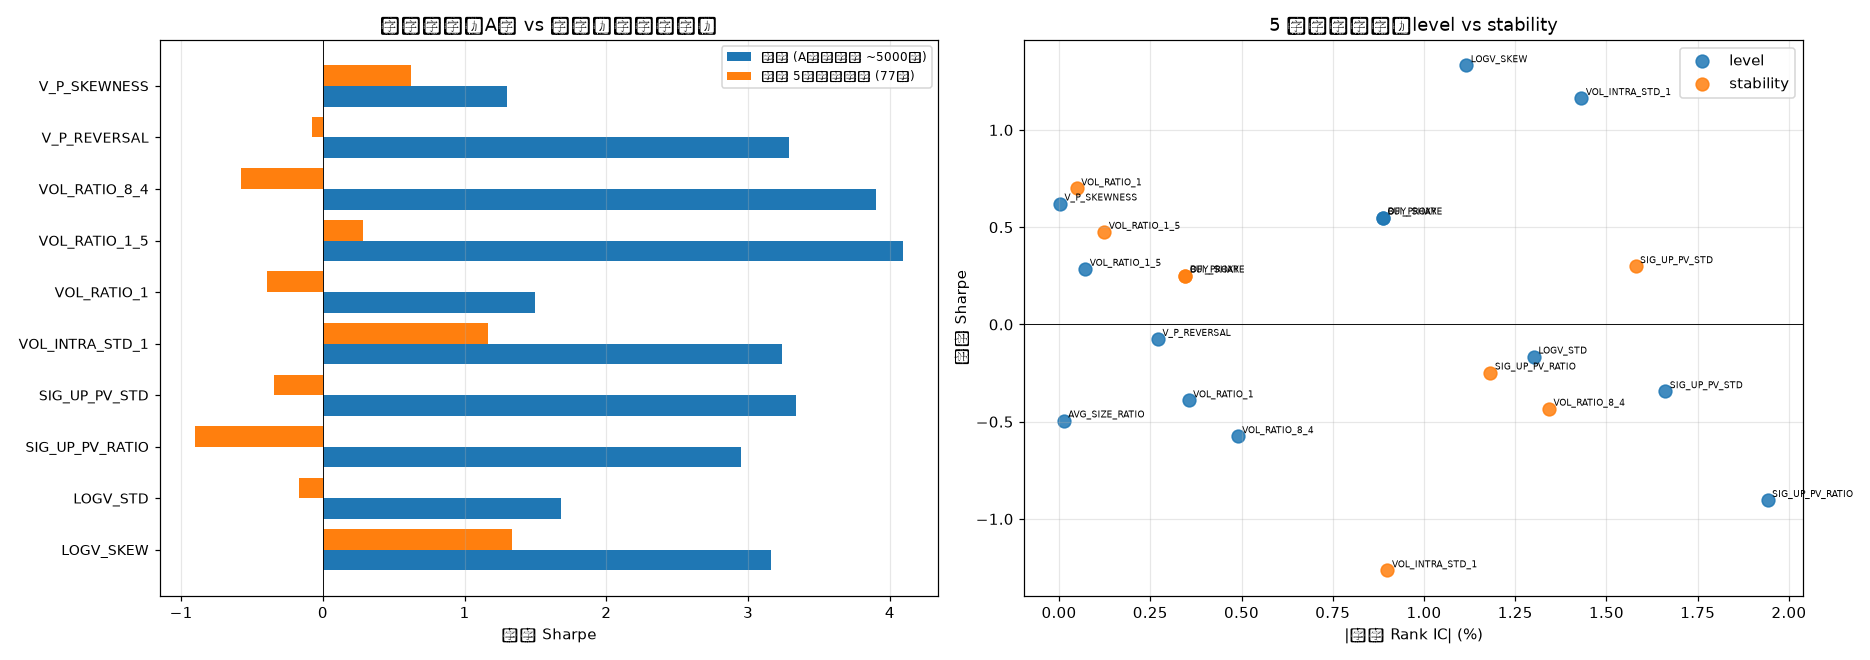 A vs
(A ~5000)
5 (77)
V_P_SKEWNESS
V_P_REVERSAL
VOL_RATIO_8_4
VOL_RATIO_1_5
VOL_RATIO_1
VOL_INTRA_STD_1
SIG_UP_PV_STD
SIG_UP_PV_RATIO
LOGV_STD
LOGV_SKEW
−1 0 1 2 3 4
Sharpe
5 level vs stability
level
stability
LOGV_SKEW
VOL_INTRA_STD_1
VOL_RATIO_1
V_P_SKEWNESS
VOL_RATIO_1_5
VOL_RATIO_1_5
SIG_UP_PV_STD
V_P_REVERSAL
LOGV_STD
SIG_UP_PV_RATIO
SIG_UP_PV_STD
VOL_RATIO_1
VOL_RATIO_8_4
AVG_SIZE_RATIO
VOL_RATIO_8_4
SIG_UP_PV_RATIO
VOL_INTRA_STD_1
1.0
0.5
0.0
−0.5
−1.0
Sharpe
0.00 0.25 0.50 0.75 1.00 1.25 1.50 1.75 2.00
| Rank IC| (%)